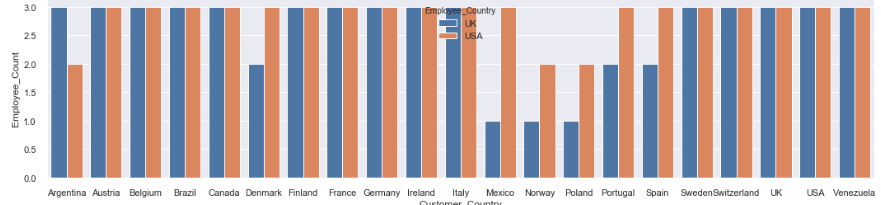 Employee_Country
UK
USA
Employee_Count
3.0
2.5
2.0
1.5
1.0
0.5
0.0
Argentina Austria Belgium Brazil Canada Denmark Finland France Germany Ireland Italy Mexico Norway Poland Portugal Spain Sweden Switzerland UK USA Venezuela
Customer_Country